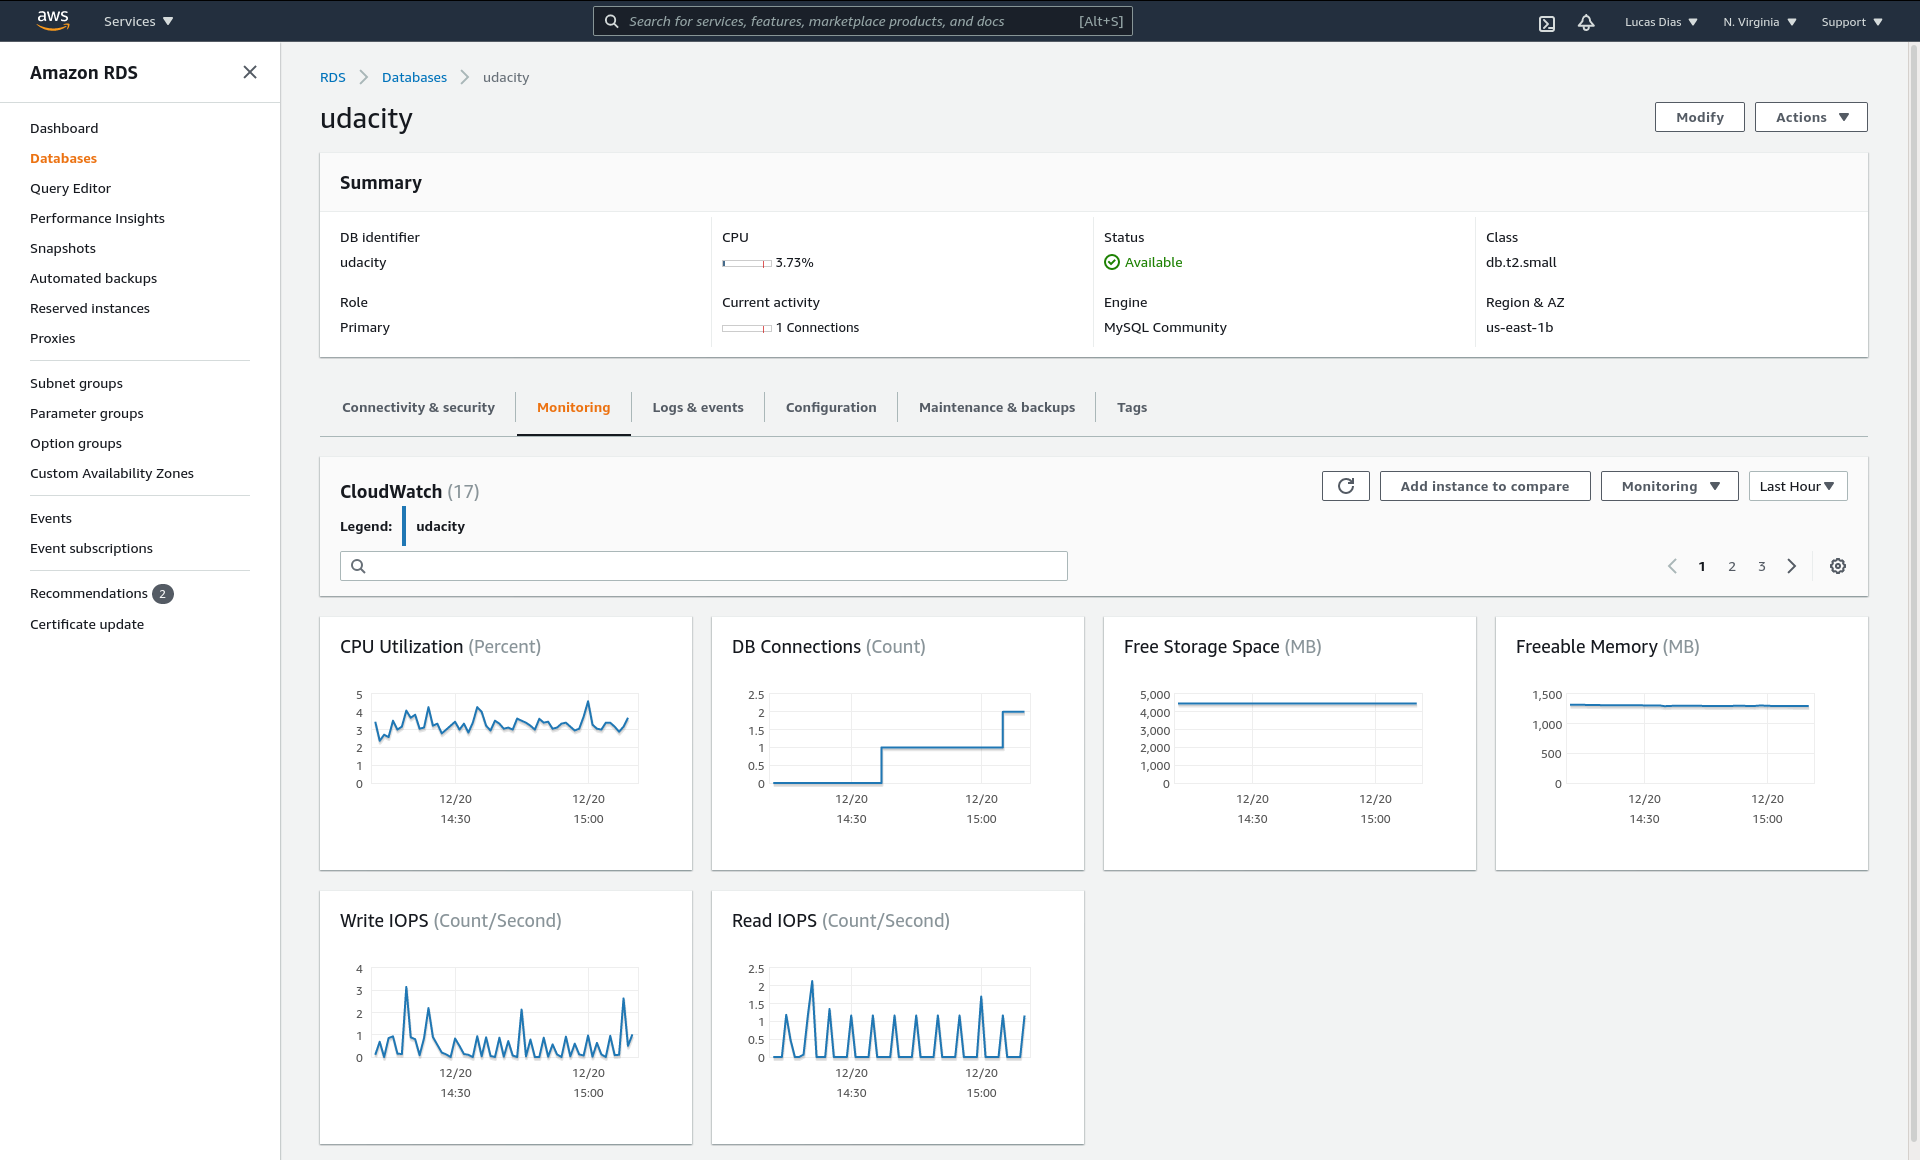 aws Services Search for services, features, marketplace products, and docs [Alt+S] Lucas Dias N. Virginia Support
Amazon RDS
Dashboard
Databases
Query Editor
Performance Insights
Snapshots
Automated backups
Reserved instances
Proxies
Subnet groups
Parameter groups
Option groups
Custom Availability Zones
Events
Event subscriptions
Recommendations 2
Certificate update
RDS Databases udacity
udacity
Modify Actions
Summary
DB identifier CPU Status Class
udacity 3.73% Available db.t2.small
Role Current activity Engine Region & AZ
Primary 1 Connections MySQL Community us-east-1b
Connectivity & security Monitoring Logs & events Configuration Maintenance & backups Tags
CloudWatch (17)
Add instance to compare Monitoring Last Hour
Legend: udacity
1 2 3
CPU Utilization (Percent)
5
4
3
2
1
0
12/20 12/20
14:30 15:00
DB Connections (Count)
2.5
2
1.5
1
0.5
0
12/20 12/20
14:30 15:00
Free Storage Space (MB)
5,000
4,000
3,000
2,000
1,000
0
12/20 12/20
14:30 15:00
Freeable Memory (MB)
1,500
1,000
500
0
12/20 12/20
14:30 15:00
Write IOPS (Count/Second)
4
3
2
1
0
12/20 12/20
14:30 15:00
Read IOPS (Count/Second)
2.5
2
1.5
1
0.5
0
12/20 12/20
14:30 15:00